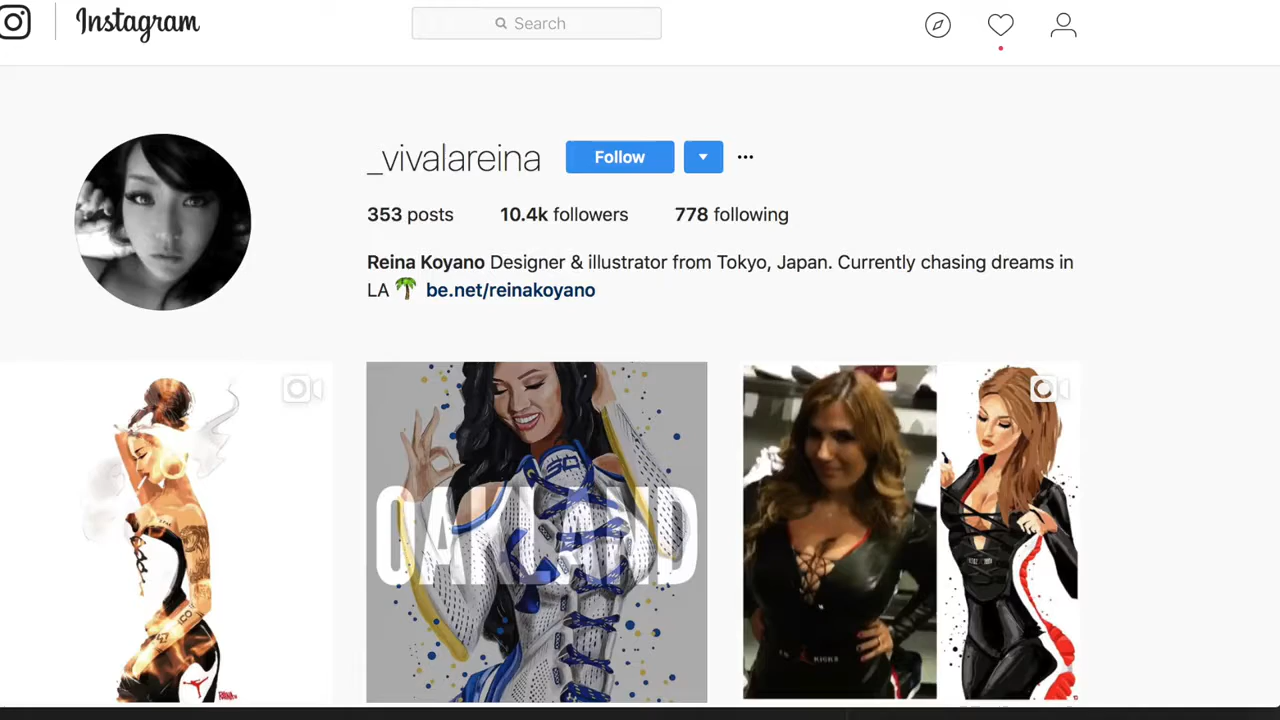 Instagram
Search
_vivalareina Follow
353 posts 10.4k followers 778 following
Reina Koyano Designer & illustrator from Tokyo, Japan. Currently chasing dreams in
LA 🌴 be.net/reinakoyano
OAKLAND
KICKS